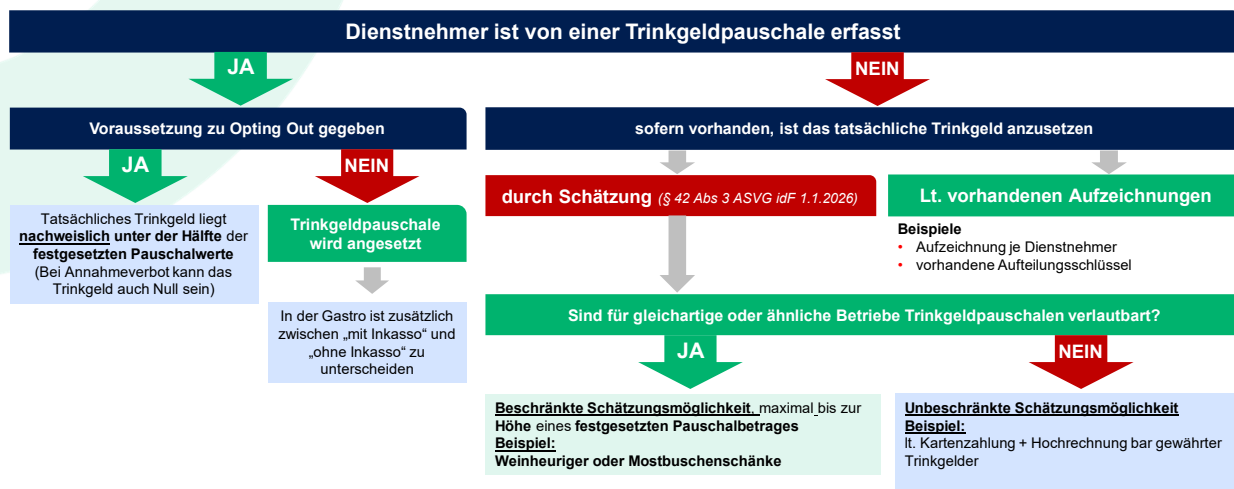 Dienstnehmer ist von einer Trinkgeldpauschale erfasst
JA
NEIN
Voraussetzung zu Opting Out gegeben
JA
NEIN
Tatsächliches Trinkgeld liegt
nachweislich unter der Hälfte der
festgesetzten Pauschalwerte
(Bei Annahmeverbot kann das
Trinkgeld auch Null sein)
Trinkgeldpauschale
wird angesetzt
In der Gastro ist zusätzlich
zwischen „mit Inkasso“ und
„ohne Inkasso“ zu
unterscheiden
sofern vorhanden, ist das tatsächliche Trinkgeld anzusetzen
durch Schätzung (§ 42 Abs 3 ASVG idF 1.1.2026)
Lt. vorhandenen Aufzeichnungen
Beispiele
• Aufzeichnung je Dienstnehmer
• vorhandene Aufteilungsschlüssel
Sind für gleichartige oder ähnliche Betriebe Trinkgeldpauschalen verlautbart?
JA
NEIN
Beschränkte Schätzungsmöglichkeit, maximal bis zur
Höhe eines festgesetzten Pauschalbetrages
Beispiel:
Weinheuriger oder Mostbuschenschänke
Unbeschränkte Schätzungsmöglichkeit
Beispiel:
lt. Kartenzahlung + Hochrechnung bar gewährter
Trinkgelder